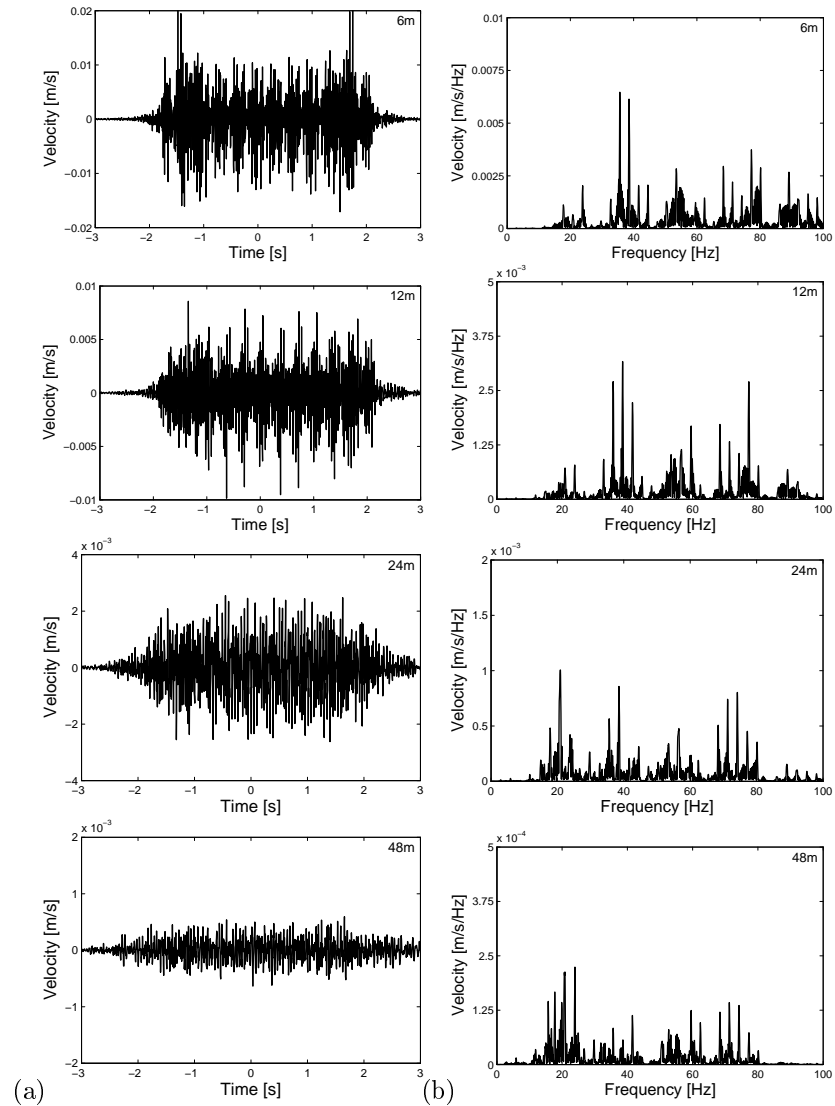 6m
0.02
0.01
0
−0.01
−0.02
Velocity [m/s]
−3 −2 −1 0 1 2 3
Time [s]
6m
0.01
0.0075
0.005
0.0025
0
Velocity [m/s/Hz]
0 20 40 60 80 100
Frequency [Hz]
12m
0.01
0.005
0
−0.005
−0.01
Velocity [m/s]
−3 −2 −1 0 1 2 3
Time [s]
x 10⁻³
12m
5
3.75
2.5
1.25
0
Velocity [m/s/Hz]
0 20 40 60 80 100
Frequency [Hz]
x 10⁻³
24m
4
2
0
−2
−4
Velocity [m/s]
−3 −2 −1 0 1 2 3
Time [s]
x 10⁻³
24m
2
1.5
1
0.5
0
Velocity [m/s/Hz]
0 20 40 60 80 100
Frequency [Hz]
x 10⁻³
48m
2
1
0
−1
−2
Velocity [m/s]
−3 −2 −1 0 1 2 3
Time [s]
x 10⁻⁴
48m
5
3.75
2.5
1.25
0
Velocity [m/s/Hz]
0 20 40 60 80 100
Frequency [Hz]
(a) (b)